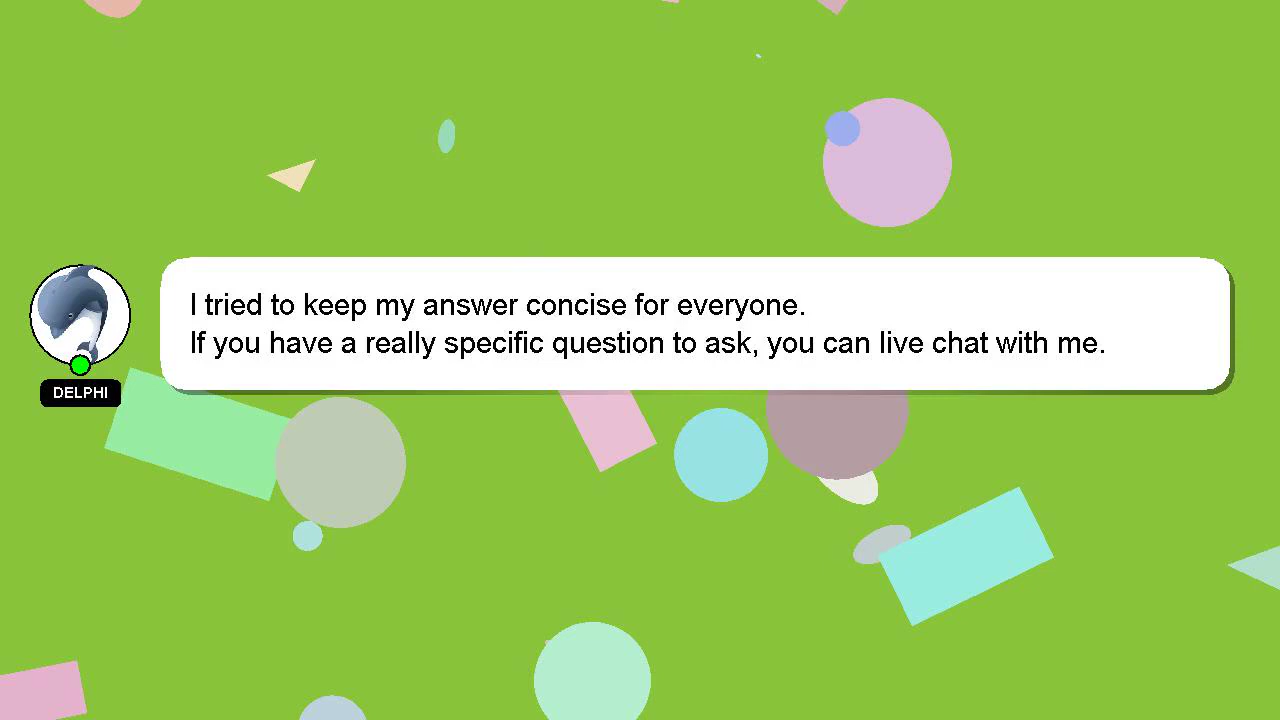 I tried to keep my answer concise for everyone.
If you have a really specific question to ask, you can live chat with me.
DELPHI